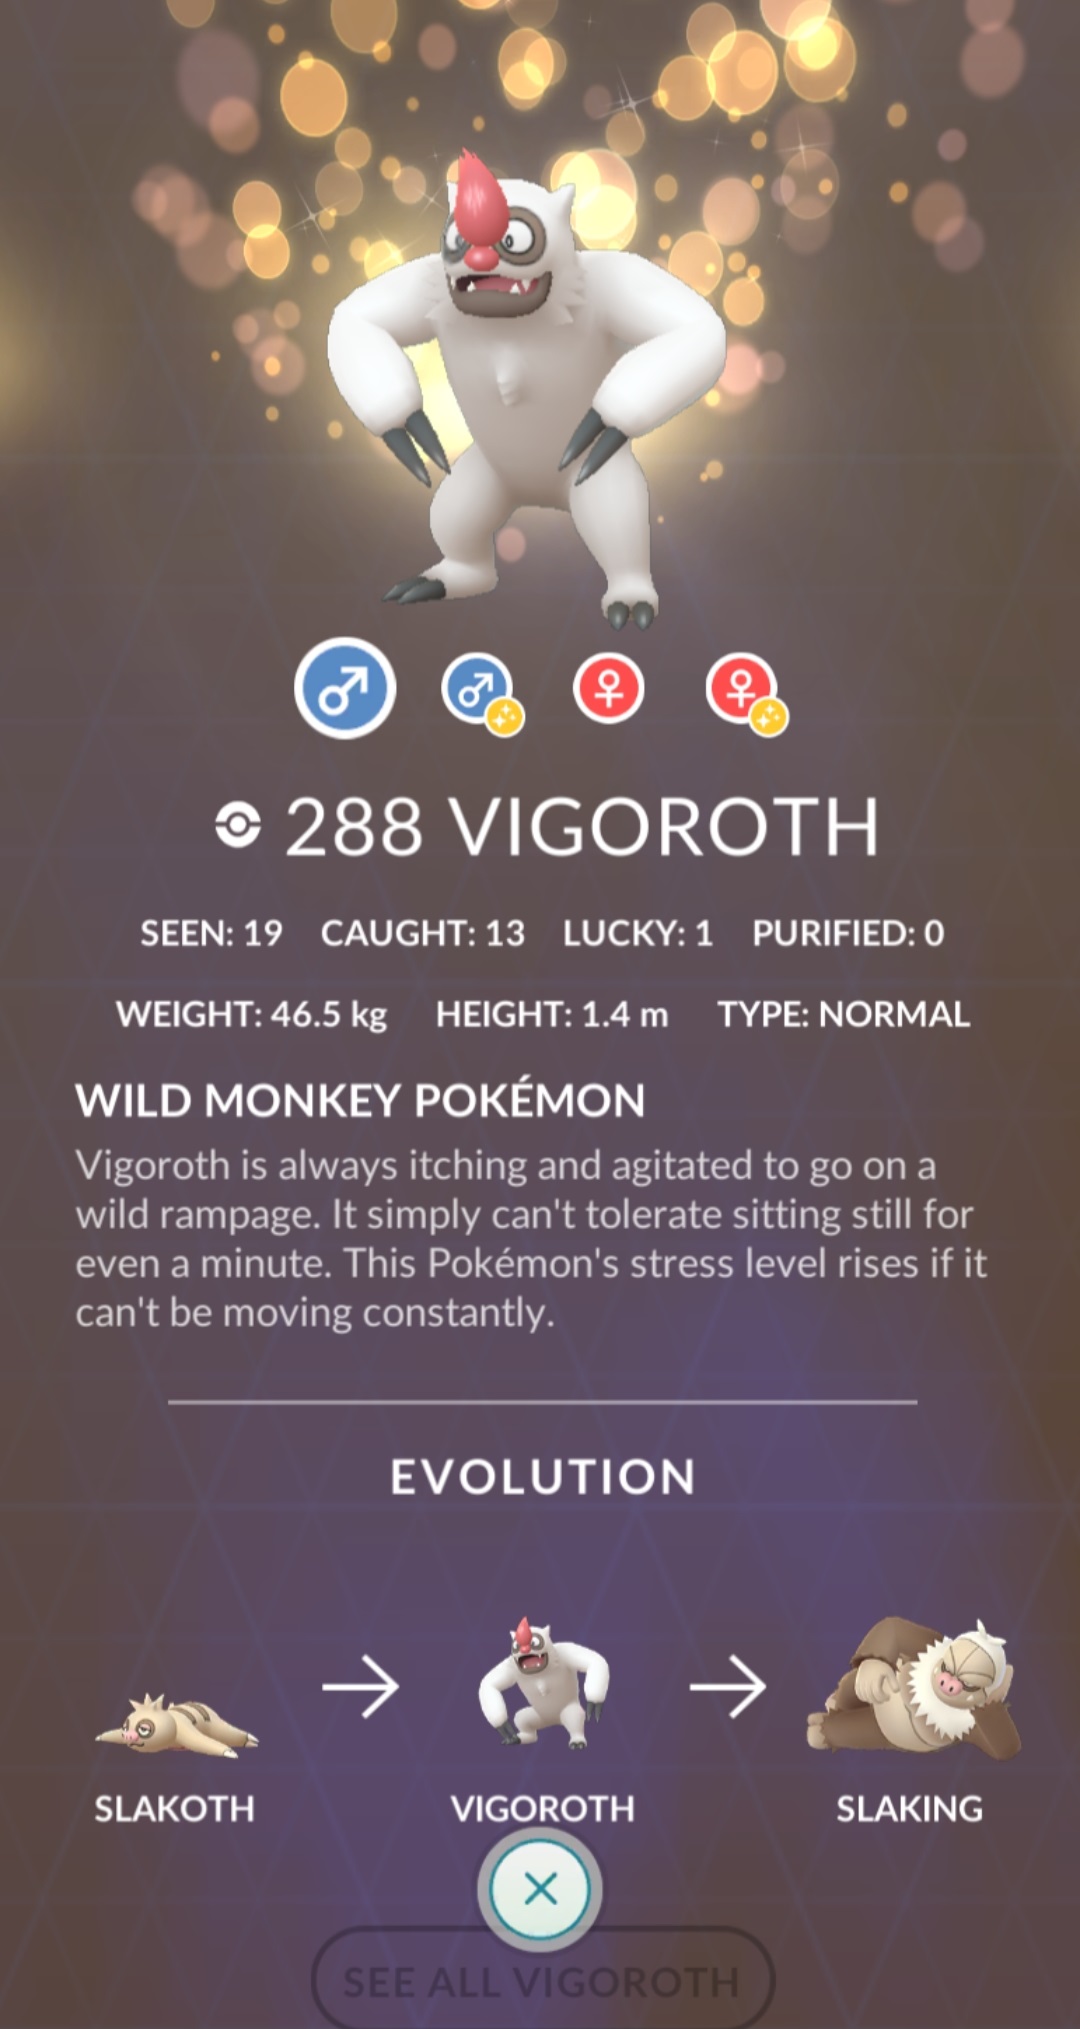 288 VIGOROTH
SEEN: 19 CAUGHT: 13 LUCKY: 1 PURIFIED: 0
WEIGHT: 46.5 kg HEIGHT: 1.4 m TYPE: NORMAL
WILD MONKEY POKÉMON
Vigoroth is always itching and agitated to go on a
wild rampage. It simply can't tolerate sitting still for
even a minute. This Pokémon's stress level rises if it
can't be moving constantly.
EVOLUTION
SLAKOTH VIGOROTH SLAKING
SEE ALL VIGOROTH